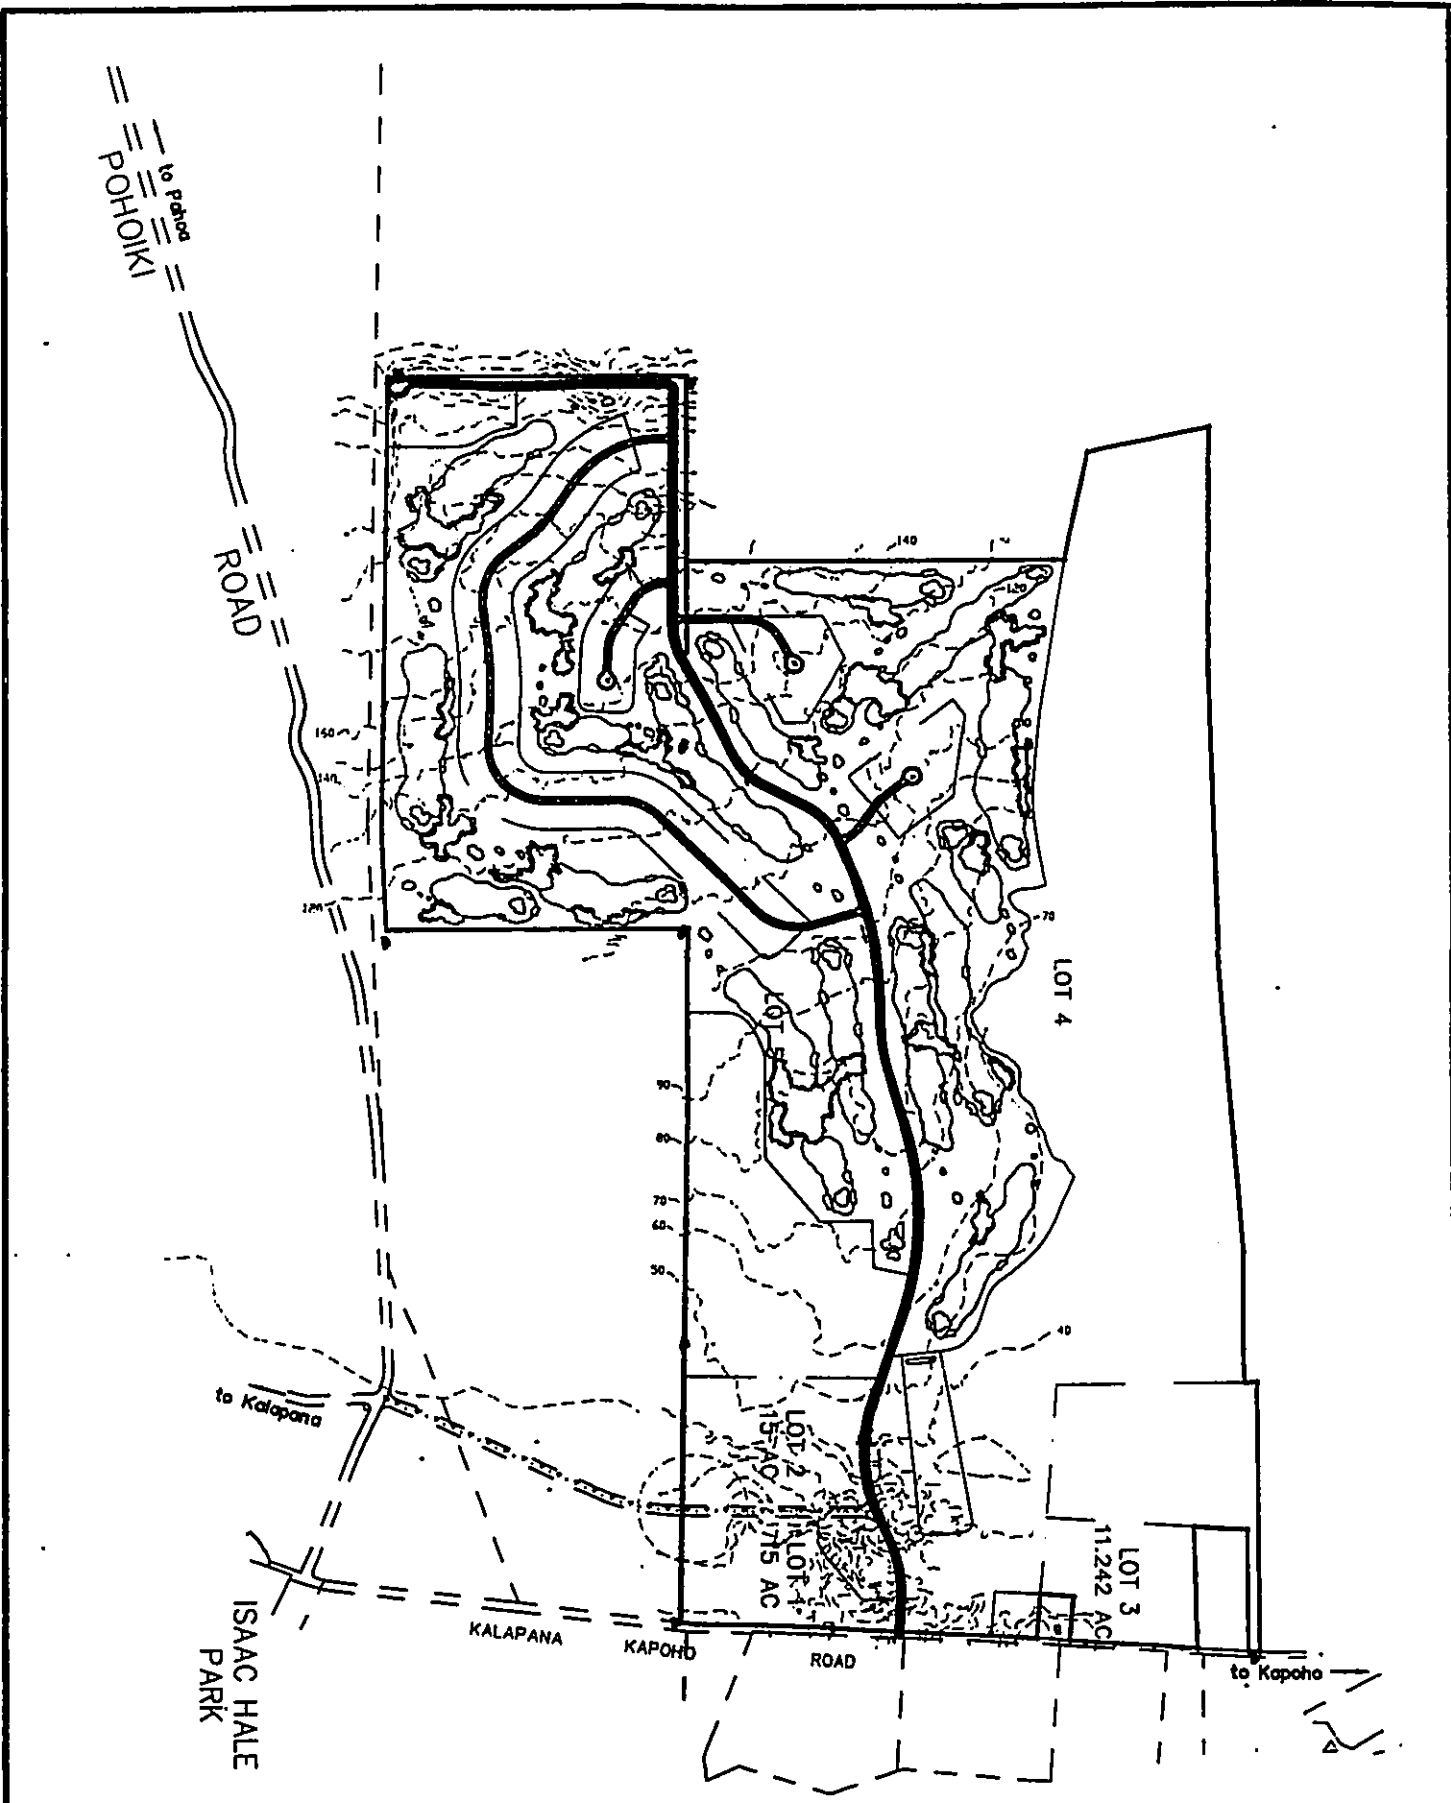 to Pahoa
POHOIKI
ROAD
140
120
160
140
120
70
LOT 4
LOT
90
80
70
60
50
40
to Kalapana
LOT 2
15 AC
LOT 1
15 AC
LOT 3
11.242 AC
ISAAC HALE
PARK
KALAPANA
KAPOHO
ROAD
to Kapoho